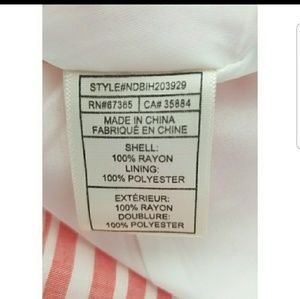 STYLE#NDBIH203929
RN#67365 CA# 35884
MADE IN CHINA
FABRIQUÉ EN CHINE
SHELL:
100% RAYON
LINING:
100% POLYESTER
EXTÉRIEUR:
100% RAYON
DOUBLURE:
100% POLYESTER